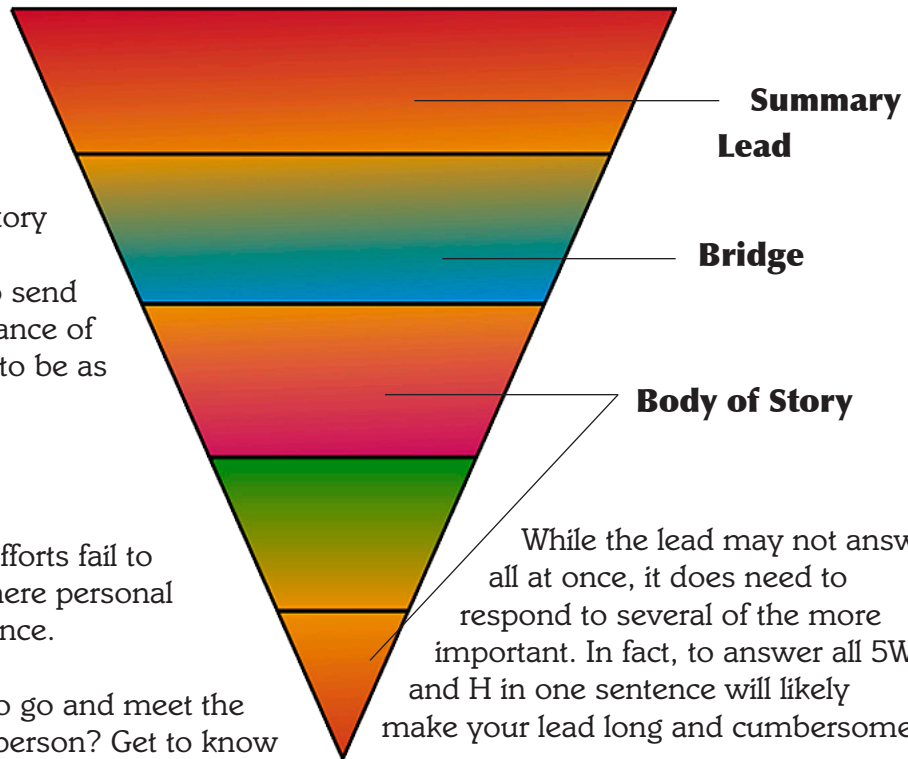 Summary
Lead
Bridge
Body of Story
tory
send
ance of
to be as
fforts fail to
here personal
nce.
o go and meet the
person? Get to know
While the lead may not answ
all at once, it does need to
respond to several of the more
important. In fact, to answer all 5W
and H in one sentence will likely
make your lead long and cumbersome